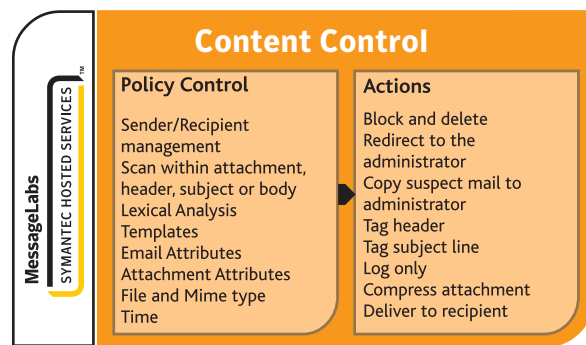 Content Control
MessageLabs
SYMANTEC HOSTED SERVICES
TM
Policy Control
Sender/Recipient
management
Scan within attachment,
header, subject or body
Lexical Analysis
Templates
Email Attributes
Attachment Attributes
File and Mime type
Time
Actions
Block and delete
Redirect to the
administrator
Copy suspect mail to
administrator
Tag header
Tag subject line
Log only
Compress attachment
Deliver to recipient